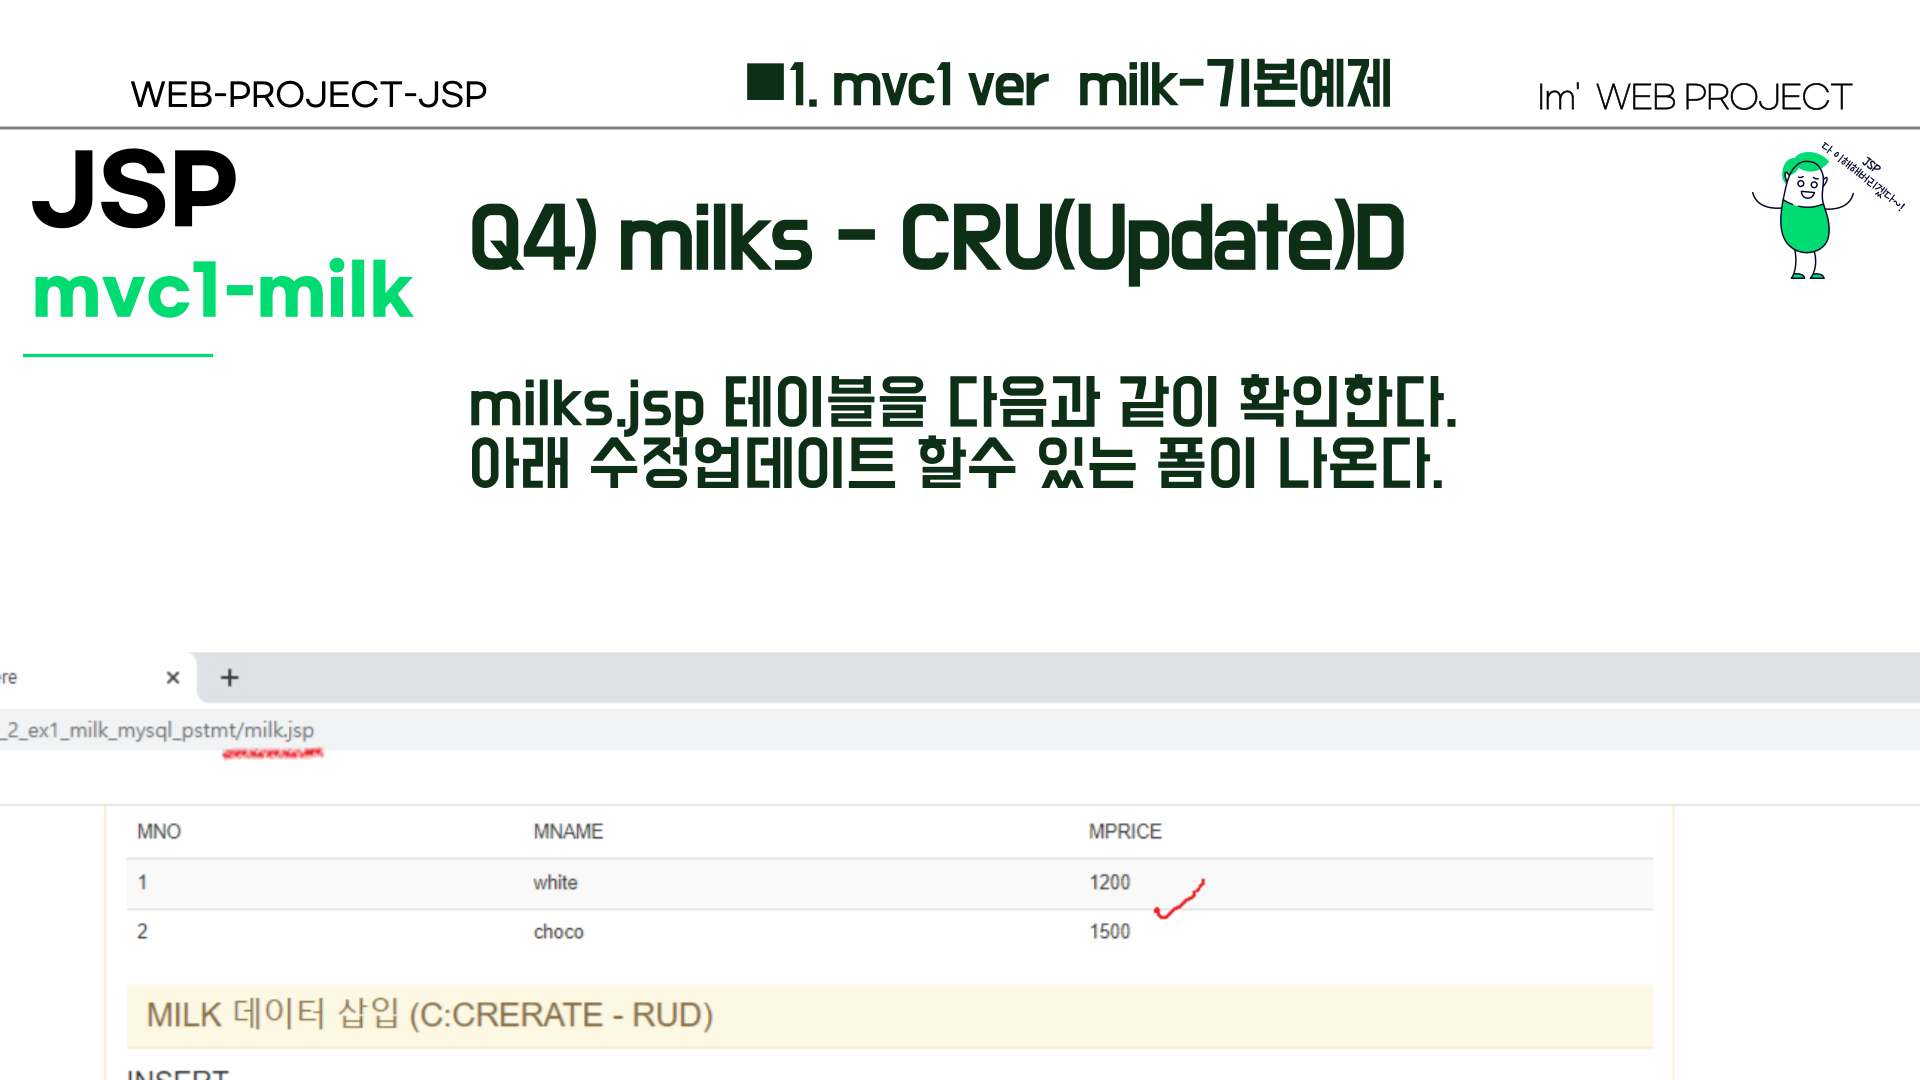 WEB-PROJECT-JSP
■1. mvc1 ver milk-기본예제
Im' WEB PROJECT
JSP
mvc1-milk
JSP
다 이해해버리겠다~!
Q4) milks - CRU(Update)D
milks.jsp 테이블을 다음과 같이 확인한다.
아래 수정업데이트 할수 있는 폼이 나온다.
ere
_2_ex1_milk_mysql_pstmt/milk.jsp
MNO MNAME MPRICE
1 white 1200
2 choco 1500
MILK 데이터 삽입 (C:CRERATE - RUD)
INSERT